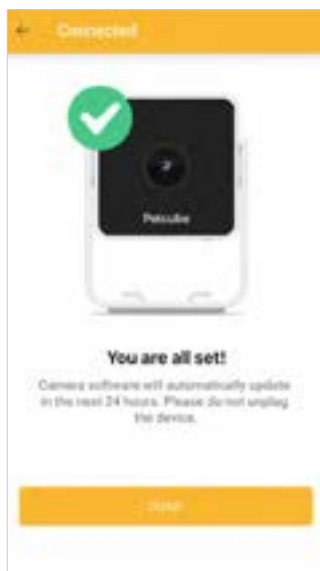 Connected
Petcube
You are all set!
Camera software will automatically update
in the next 24 hours. Please do not unplug
the device.